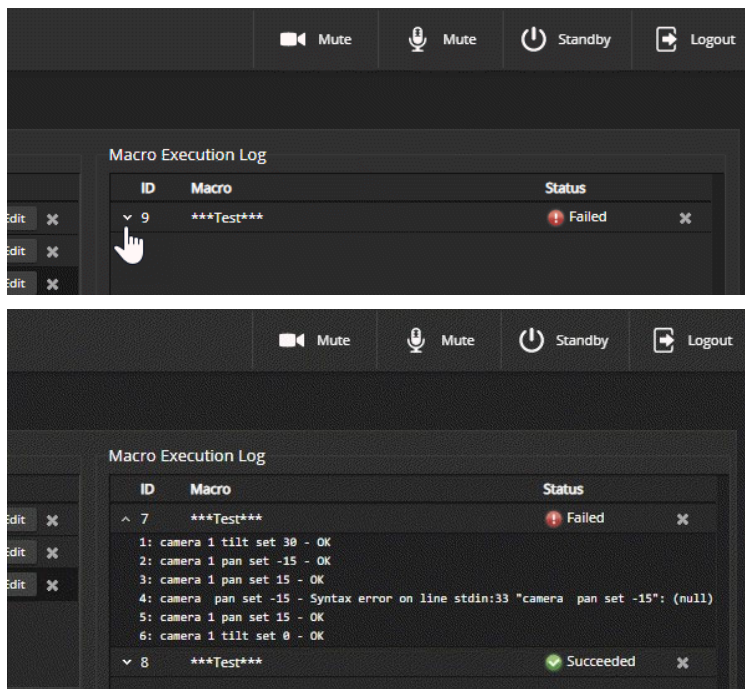 Mute Mute Standby Logout
Macro Execution Log
ID Macro Status
Edit 9 ***Test*** Failed
Edit
Edit
Mute Mute Standby Logout
Macro Execution Log
ID Macro Status
Edit 7 ***Test*** Failed
1: camera 1 tilt set 30 - OK
Edit 2: camera 1 pan set -15 - OK
3: camera 1 pan set 15 - OK
Edit 4: camera  pan set -15 - Syntax error on line stdin:33 "camera  pan set -15": (null)
5: camera 1 pan set 15 - OK
6: camera 1 tilt set 0 - OK
8 ***Test*** Succeeded